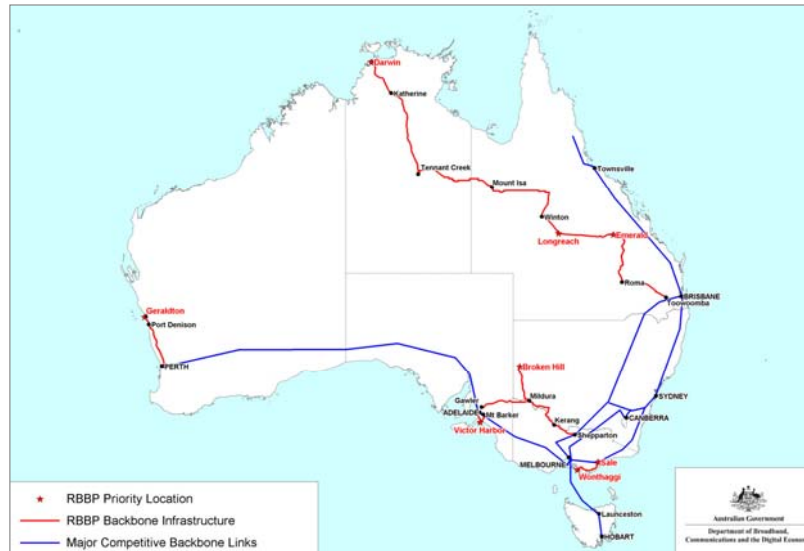 Darwin
Katherine
Tennant Creek
Mount Isa
Townsville
Winton
Longreach
Emerald
Roma
BRISBANE
Toowoomba
Geraldton
Port Denison
PERTH
Broken Hill
Gawler
Mildura
SYDNEY
ADELAIDE
Mt Barker
Kerang
CANBERRA
Victor Harbor
Shepparton
MELBOURNE
Sale
Wonthaggi
Launceston
HOBART
RBBP Priority Location
RBBP Backbone Infrastructure
Major Competitive Backbone Links
Australian Government
Department of Broadband,
Communications and the Digital Economy